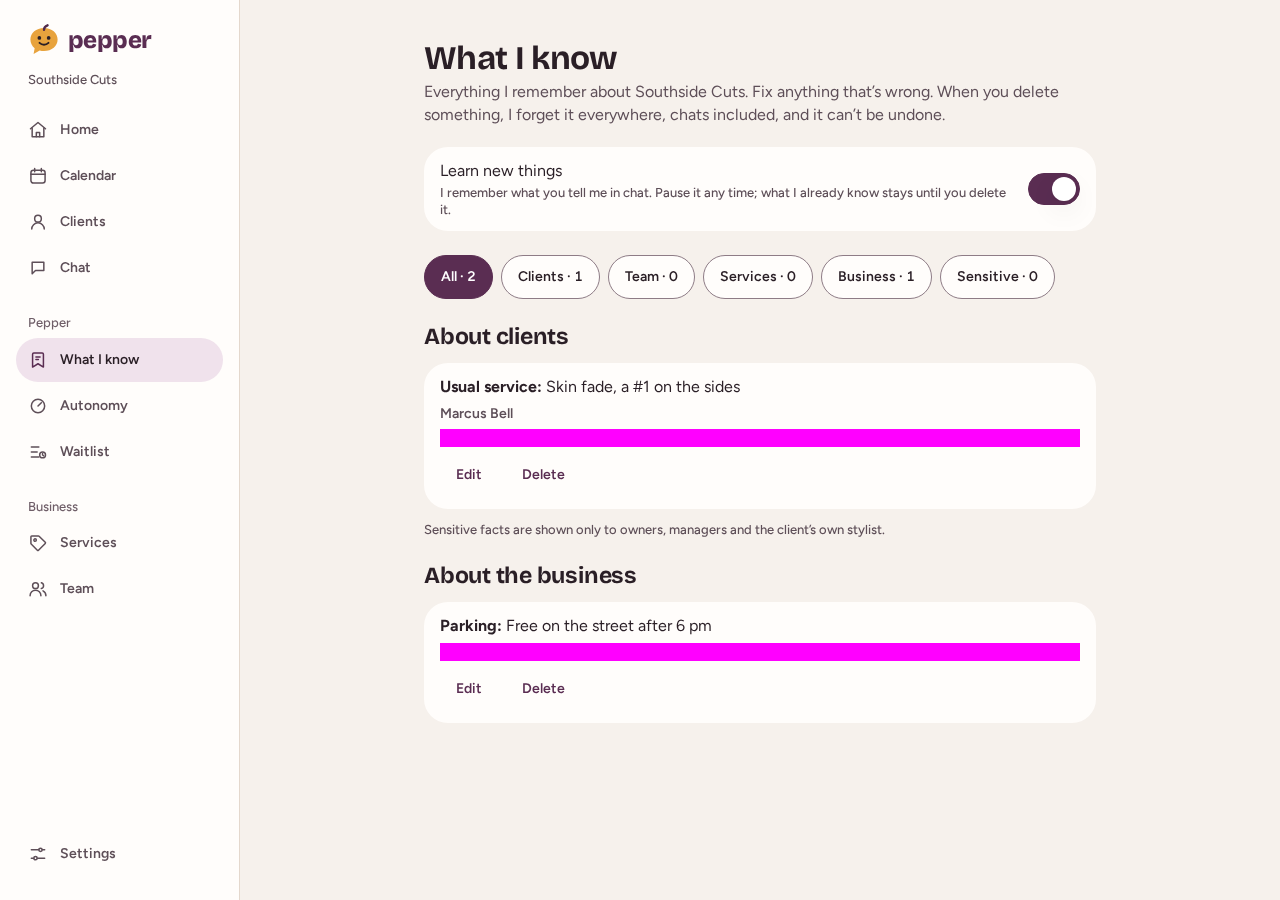 pepper
Southside Cuts
Home
Calendar
Clients
Chat
Pepper
What I know
Autonomy
Waitlist
Business
Services
Team
Settings
What I know
Everything I remember about Southside Cuts. Fix anything that’s wrong. When you delete
something, I forget it everywhere, chats included, and it can’t be undone.
Learn new things
I remember what you tell me in chat. Pause it any time; what I already know stays until you delete
it.
All · 2
Clients · 1
Team · 0
Services · 0
Business · 1
Sensitive · 0
About clients
Usual service: Skin fade, a #1 on the sides
Marcus Bell
Edit
Delete
Sensitive facts are shown only to owners, managers and the client’s own stylist.
About the business
Parking: Free on the street after 6 pm
Edit
Delete